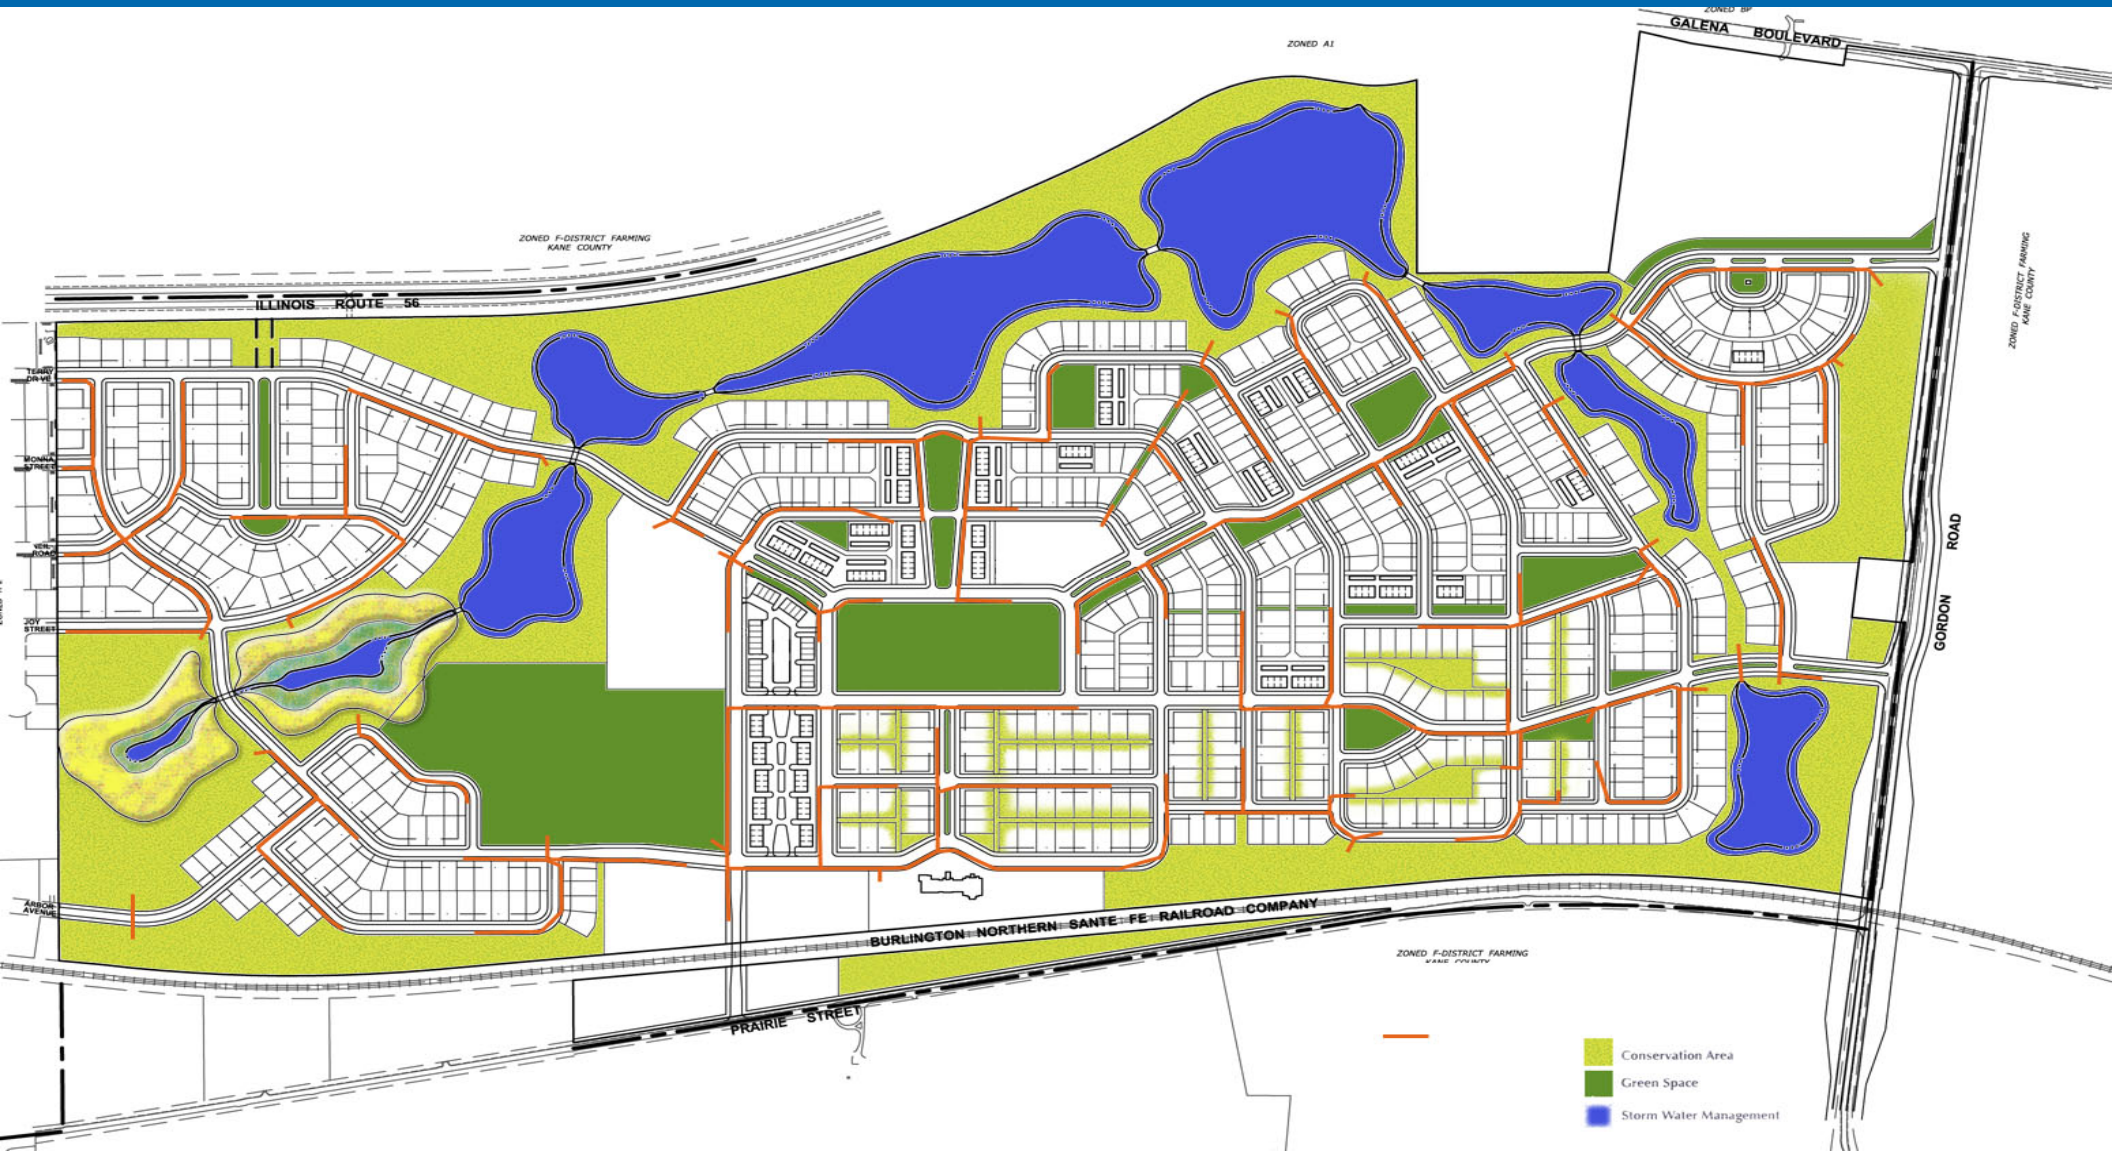 ZONED BP
GALENA BOULEVARD
ZONED A1
ZONED F-DISTRICT FARMING
KANE COUNTY
ILLINOIS ROUTE 56
ZONED F-DISTRICT FARMING
KANE COUNTY
TERRY
DRIVE
MONNA
STREET
ROAD
JOY
STREET
GORDON ROAD
ARBOR
AVENUE
BURLINGTON NORTHERN SANTE FE RAILROAD COMPANY
ZONED F-DISTRICT FARMING
KANE COUNTY
PRAIRIE STREET
Conservation Area
Green Space
Storm Water Management